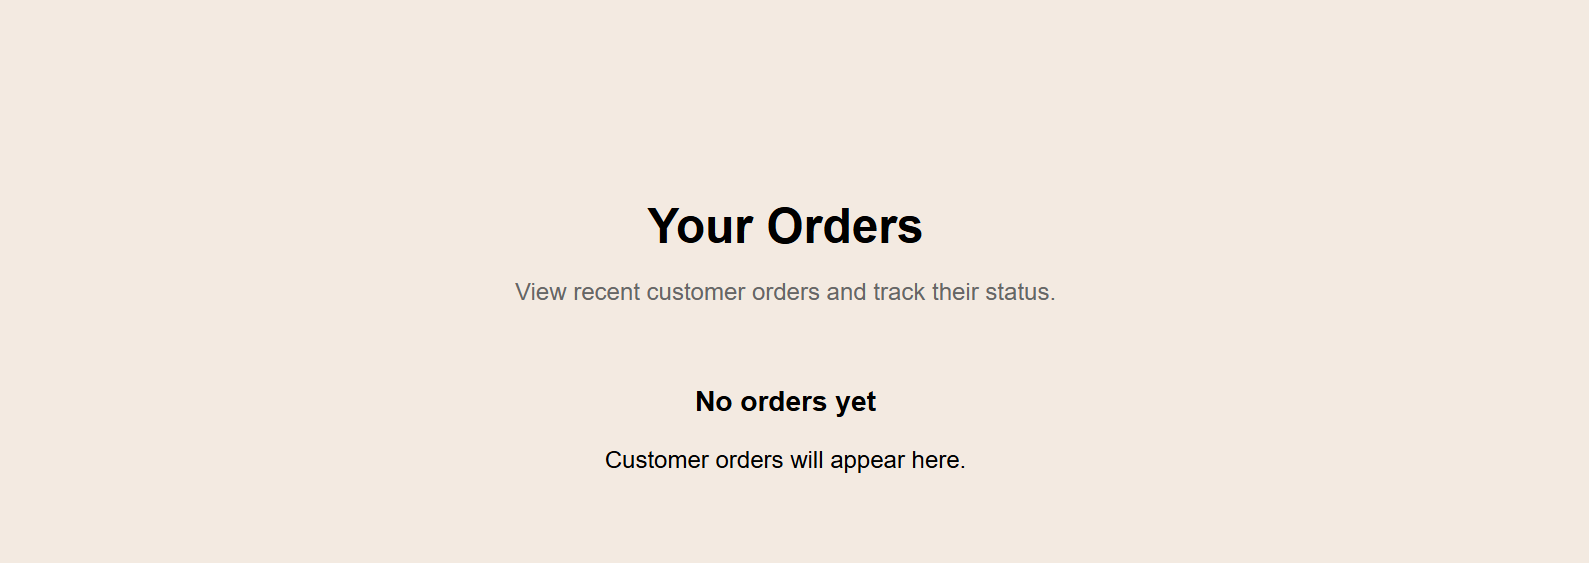 Your Orders
View recent customer orders and track their status.
No orders yet
Customer orders will appear here.